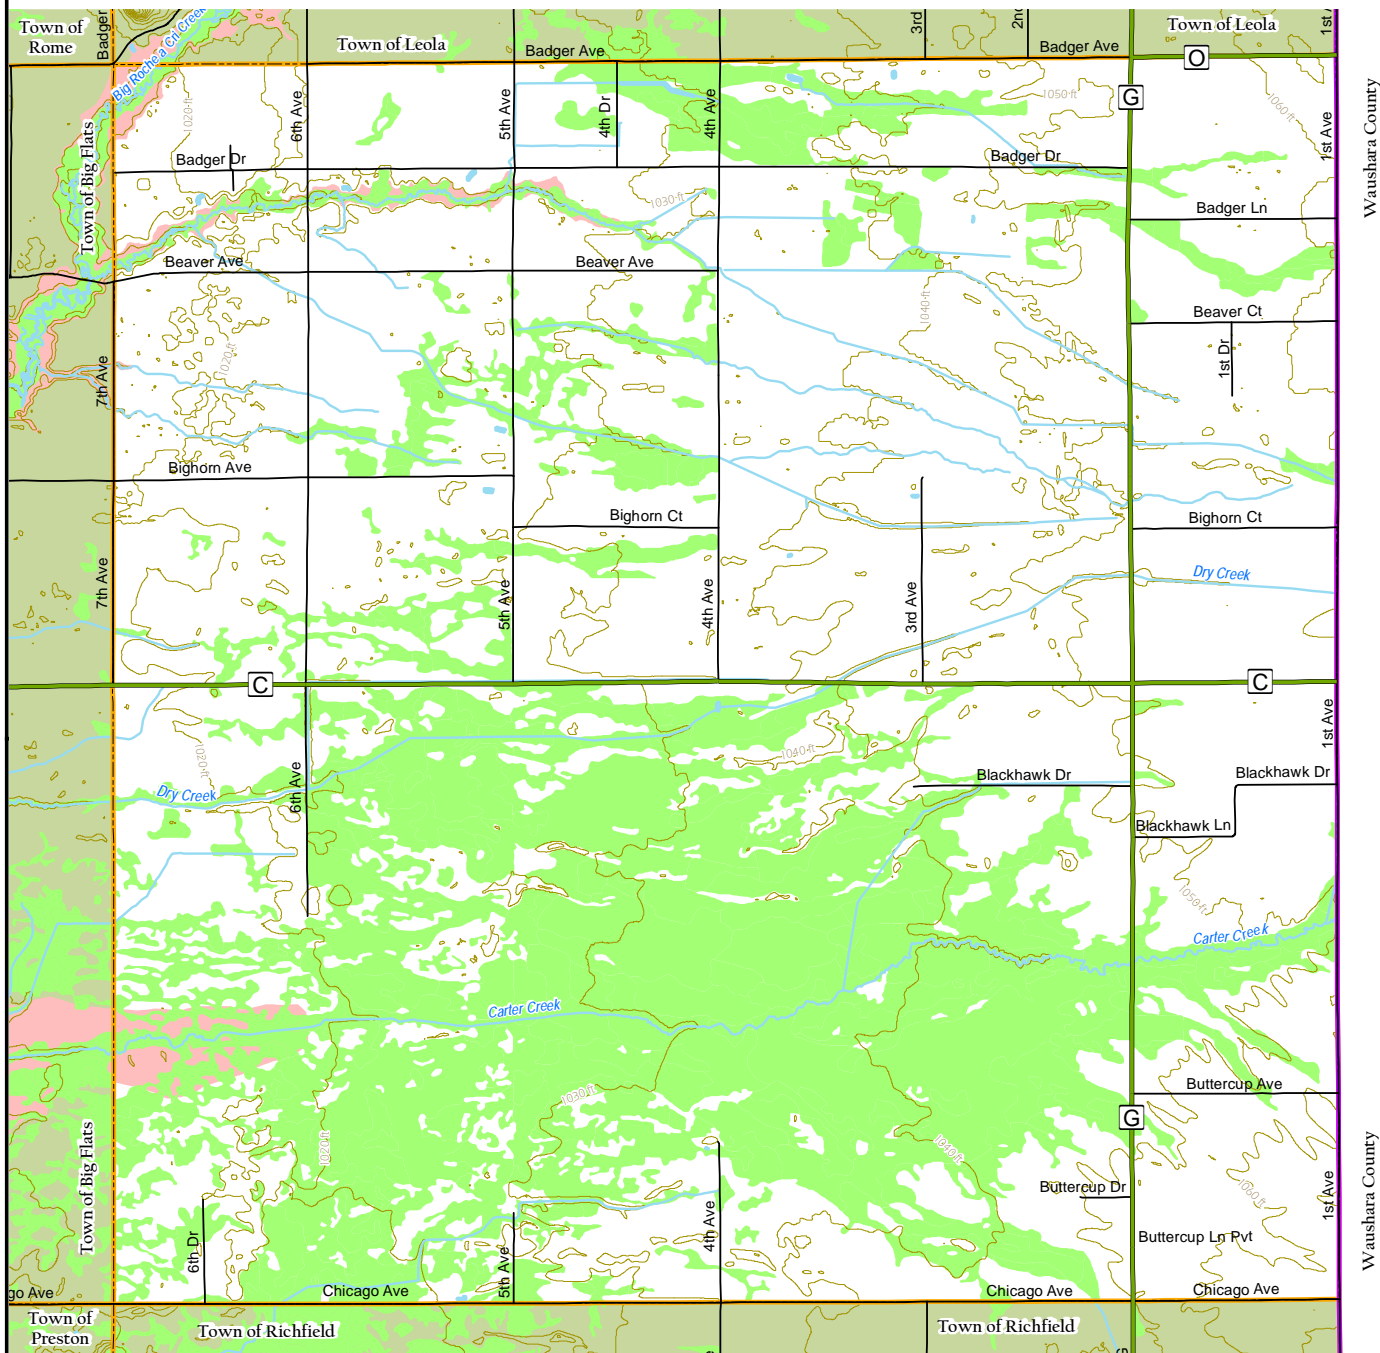 Town of
Rome
Badger
Big Roche a Cri Creek
Town of Leola
Badger Ave
3rd
2nd
Badger Ave
Town of Leola
1st A
O
G
Waushara County
1020 ft
6th Ave
5th Ave
4th Dr
4th Ave
1050 ft
1060 ft
1st Ave
Town of Big Flats
Badger Dr
Badger Dr
1030 ft
Badger Ln
Beaver Ave
Beaver Ave
1040 ft
Beaver Ct
1st Dr
1020 ft
7th Ave
Bighorn Ave
1st Ave
Bighorn Ct
Bighorn Ct
7th Ave
5th Ave
4th Ave
3rd Ave
Dry Creek
C
C
1st Ave
1020 ft
1040 ft
6th Ave
Dry Creek
Blackhawk Dr
Blackhawk Dr
Blackhawk Ln
1050 ft
Carter Creek
Carter Creek
1030 ft
Buttercup Ave
G
Town of Big Flats
1020 ft
1040 ft
Waushara County
Buttercup Dr
1060 ft
1st Ave
6th Dr
5th Ave
4th Ave
Buttercup Ln Pvt
go Ave
Chicago Ave
Chicago Ave
Chicago Ave
Town of
Preston
Town of Richfield
Town of Richfield